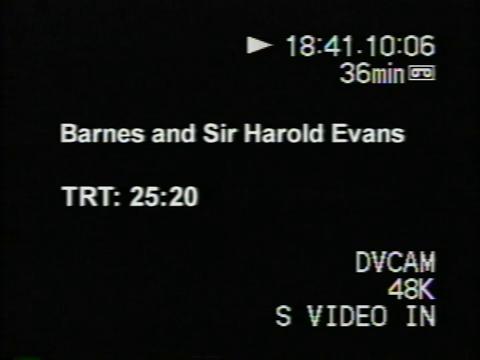 18:41.10:06
36min
Barnes and Sir Harold Evans
TRT: 25:20
DVCAM
48K
S VIDEO IN